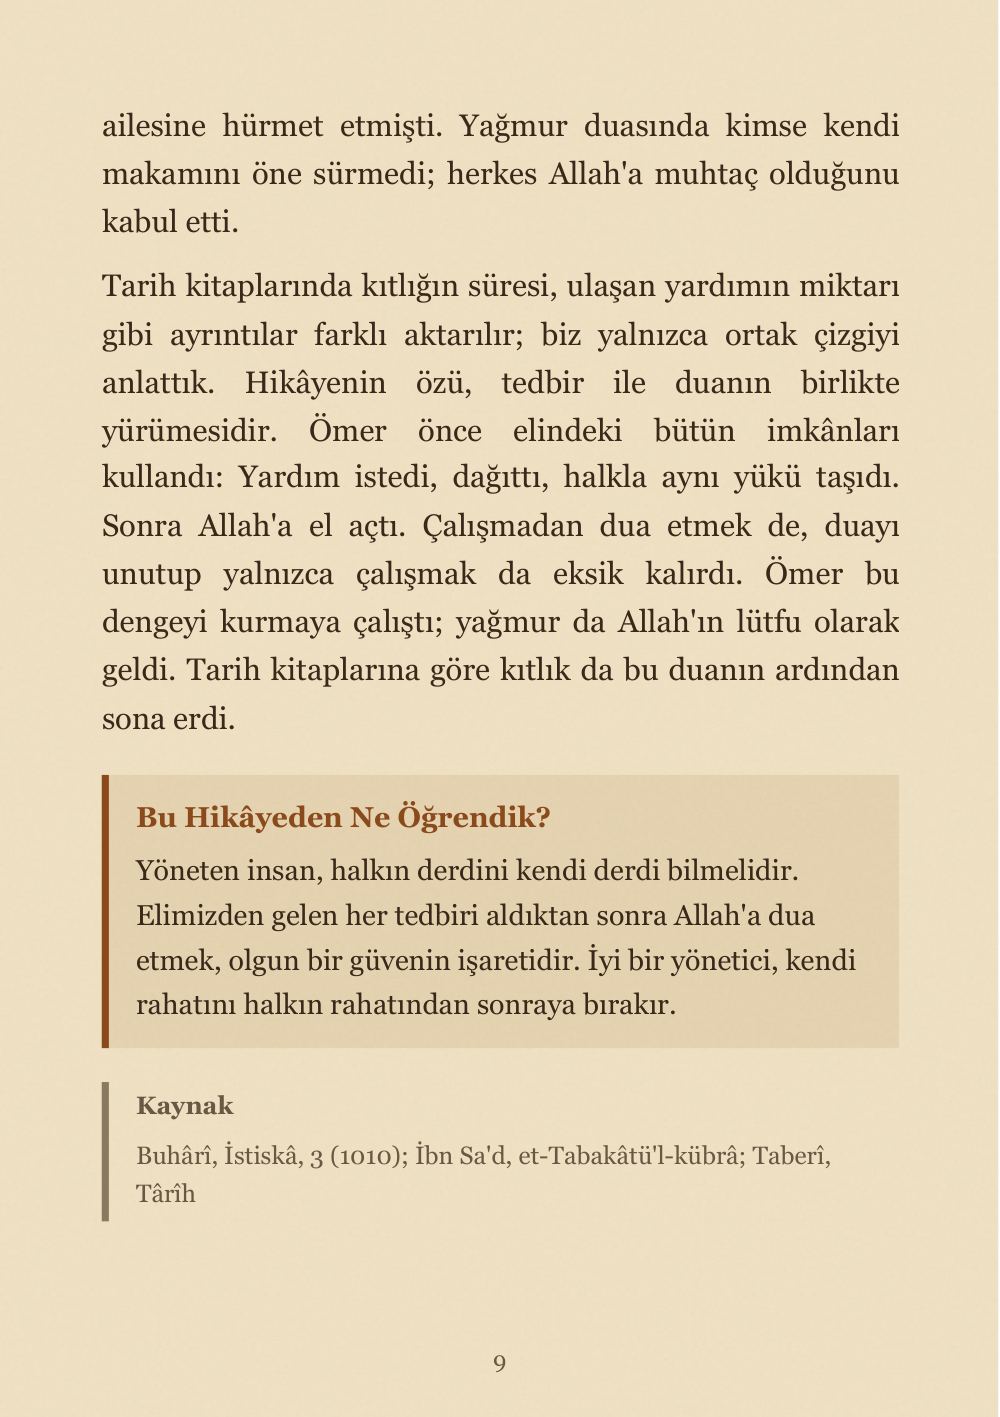 ailesine hürmet etmişti. Yağmur duasında kimse kendi
makamını öne sürmedi; herkes Allah'a muhtaç olduğunu
kabul etti.
Tarih kitaplarında kıtlığın süresi, ulaşan yardımın miktarı
gibi ayrıntılar farklı aktarılır; biz yalnızca ortak çizgiyi
anlattık. Hikâyenin özü, tedbir ile duanın birlikte
yürümesidir. Ömer önce elindeki bütün imkânları
kullandı: Yardım istedi, dağıttı, halkla aynı yükü taşıdı.
Sonra Allah'a el açtı. Çalışmadan dua etmek de, duayı
unutup yalnızca çalışmak da eksik kalırdı. Ömer bu
dengeyi kurmaya çalıştı; yağmur da Allah'ın lütfu olarak
geldi. Tarih kitaplarına göre kıtlık da bu duanın ardından
sona erdi.
Bu Hikâyeden Ne Öğrendik?
Yöneten insan, halkın derdini kendi derdi bilmelidir.
Elimizden gelen her tedbiri aldıktan sonra Allah'a dua
etmek, olgun bir güvenin işaretidir. İyi bir yönetici, kendi
rahatını halkın rahatından sonraya bırakır.
Kaynak
Buhârî, İstiskâ, 3 (1010); İbn Sa'd, et-Tabakâtü'l-kübrâ; Taberî,
Târîh
9